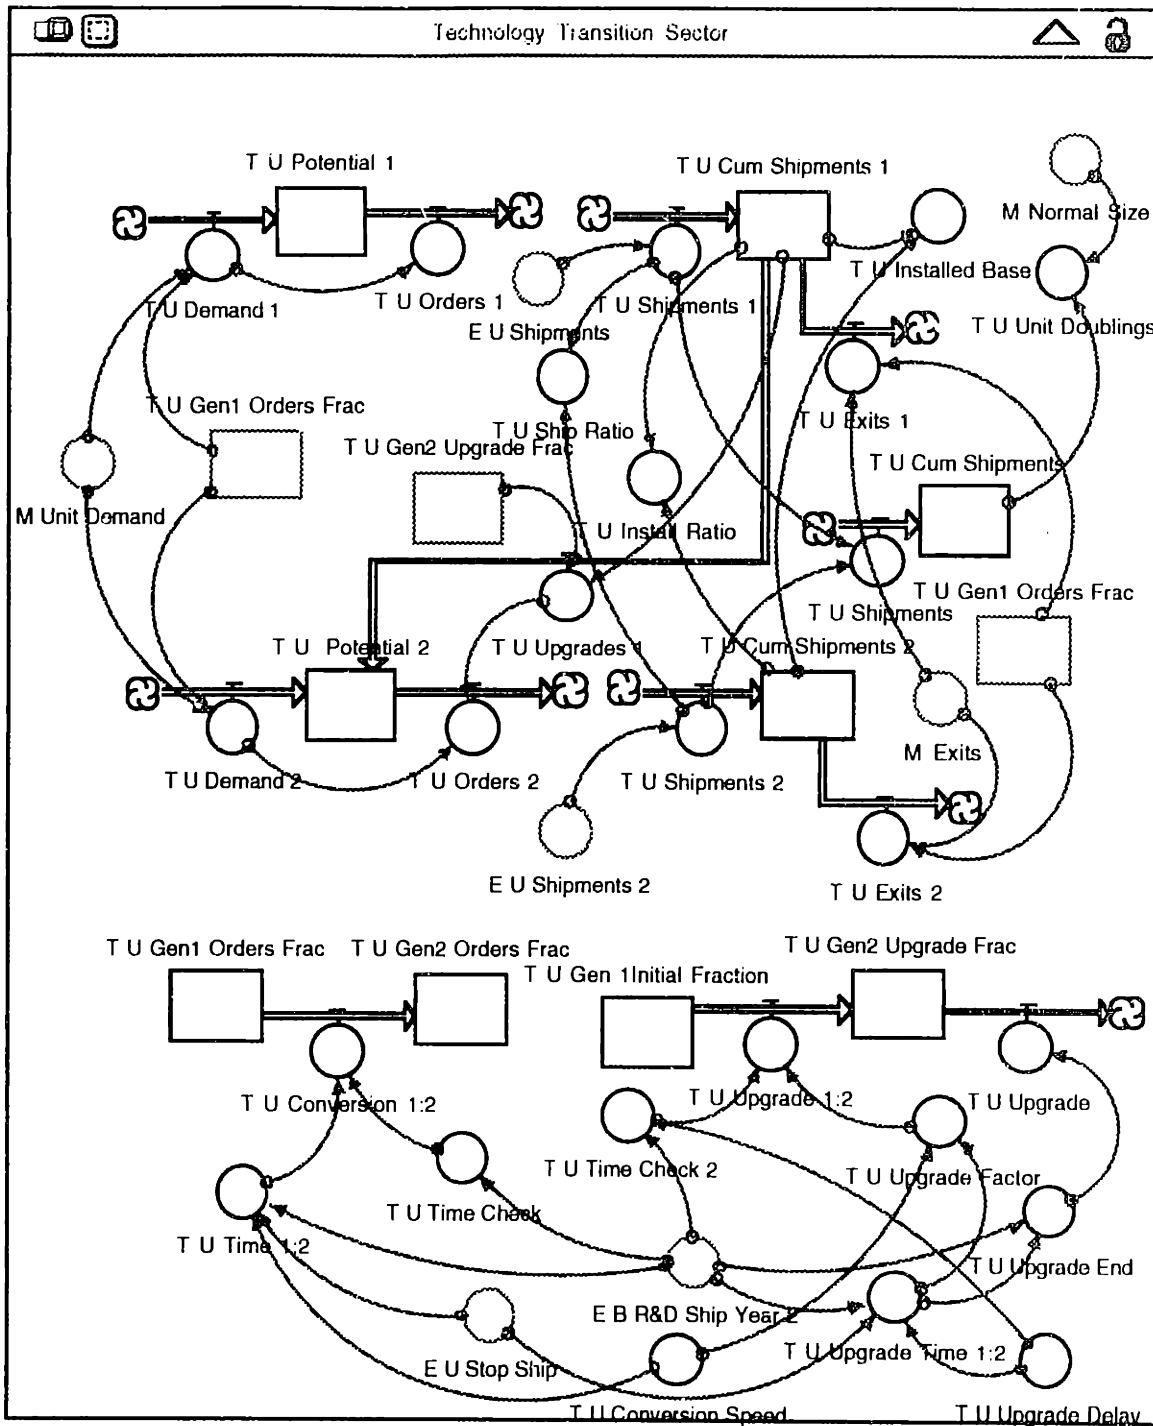 Technology Transition Sector
T U Potential 1
T U Cum Shipments 1
M Normal Size
T U Demand 1
T U Orders 1
T U Shipments 1
T U Installed Base
E U Shipments
T U Unit Doublings
T U Gen1 Orders Frac
T U Ship Ratio
T U Exits 1
T U Gen2 Upgrade Frac
T U Cum Shipments
M Unit Demand
T U Install Ratio
T U Gen1 Orders Frac
T U Shipments
T U Potential 2
T U Upgrades 1
T U Cum Shipments 2
M Exits
T U Demand 2
T U Orders 2
T U Shipments 2
E U Shipments 2
T U Exits 2
T U Gen1 Orders Frac
T U Gen2 Orders Frac
T U Gen2 Upgrade Frac
T U Gen 1Initial Fraction
T U Conversion 1:2
T U Upgrade 1:2
T U Upgrade
T U Time Check 2
T U Upgrade Factor
T U Time Check
T U Time 1:2
T U Upgrade End
E B R&D Ship Year 2
T U Upgrade Time 1:2
E U Stop Ship
T U Conversion Speed
T U Upgrade Delay